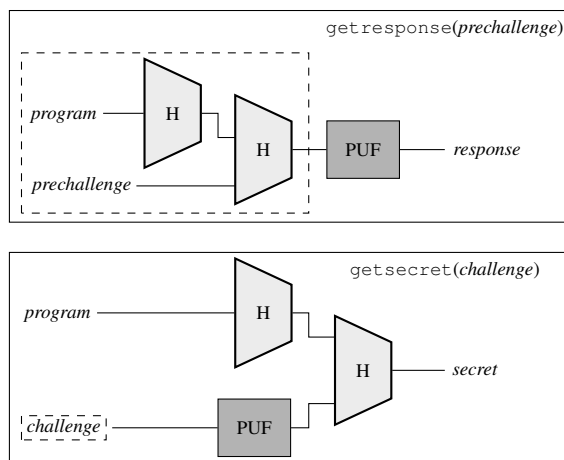 getresponse(prechallenge)
program
H
H
prechallenge
PUF
response
getsecret(challenge)
program
H
H
secret
challenge
PUF